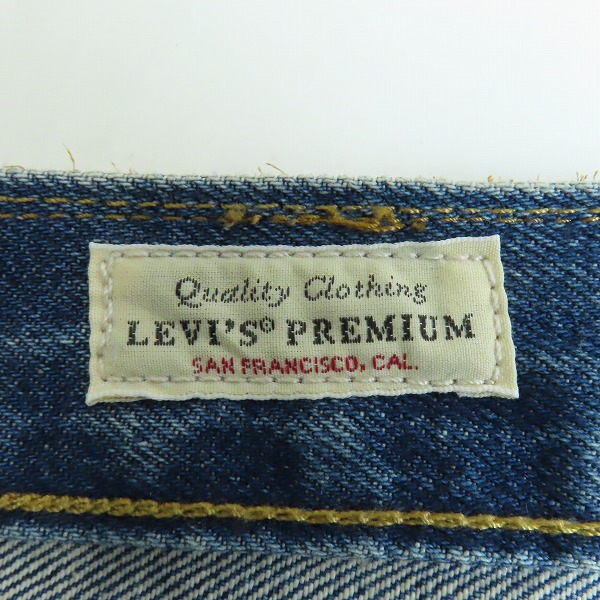 Quality Clothing
LEVI'S® PREMIUM
SAN FRANCISCO, CAL.